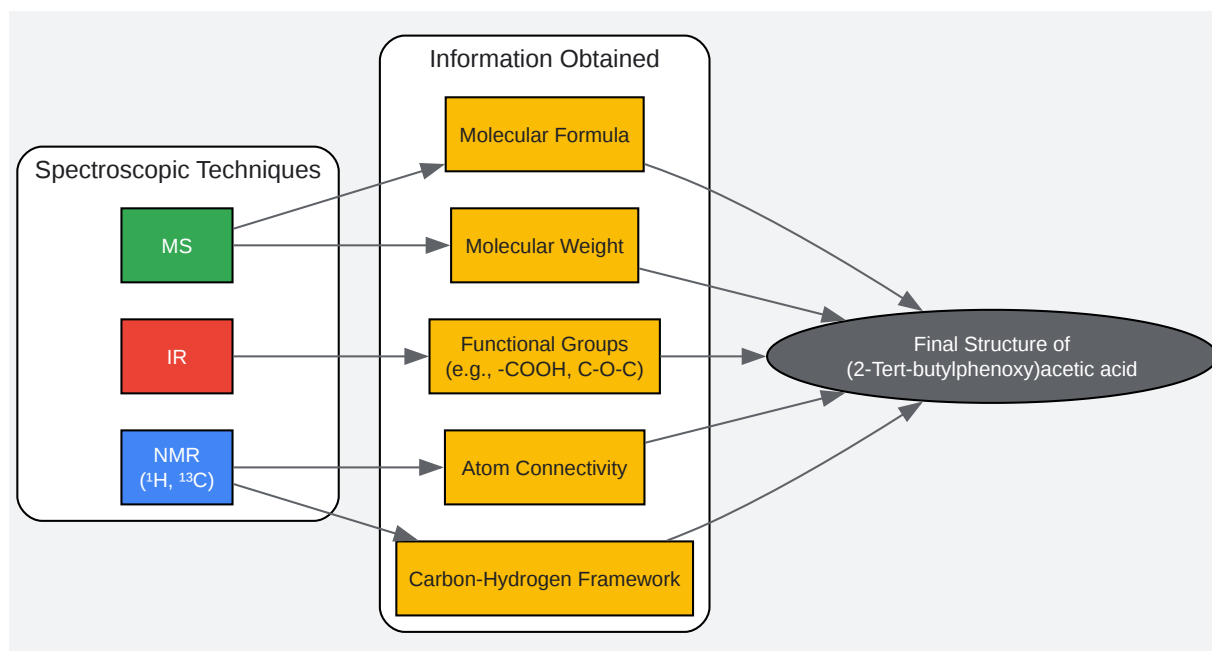 Spectroscopic Techniques
MS
IR
NMR
(¹H, ¹³C)
Information Obtained
Molecular Formula
Molecular Weight
Functional Groups
(e.g., -COOH, C-O-C)
Atom Connectivity
Carbon-Hydrogen Framework
Final Structure of
(2-Tert-butylphenoxy)acetic acid